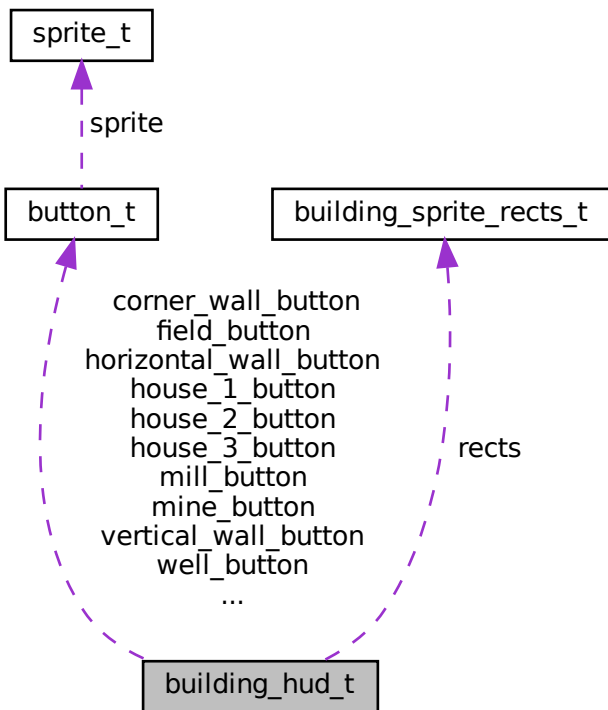 sprite_t
sprite
button_t
building_sprite_rects_t
corner_wall_button
field_button
horizontal_wall_button
house_1_button
house_2_button
house_3_button
mill_button
mine_button
vertical_wall_button
well_button
...
rects
building_hud_t